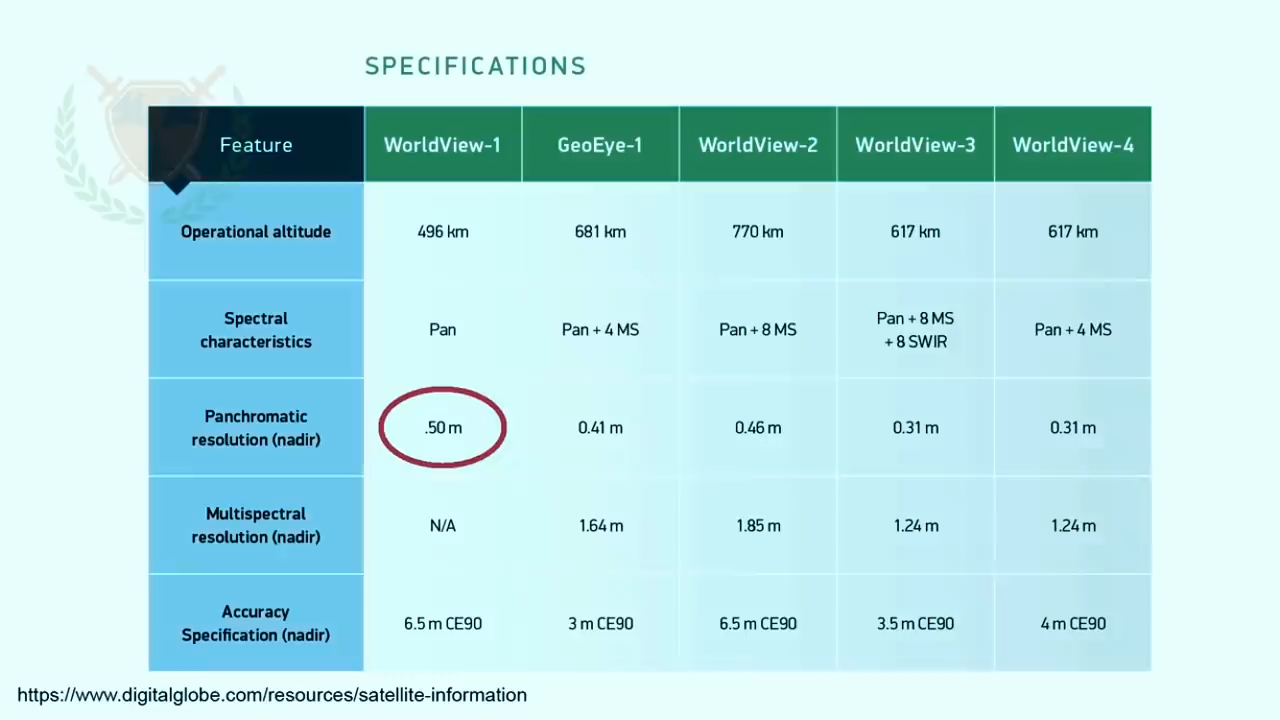 SPECIFICATIONS
Feature WorldView-1 GeoEye-1 WorldView-2 WorldView-3 WorldView-4
Operational altitude 496 km 681 km 770 km 617 km 617 km
Spectral
characteristics
Pan
Pan + 4 MS
Pan + 8 MS
Pan + 8 MS
+ 8 SWIR
Pan + 4 MS
Panchromatic
resolution (nadir)
.50 m
0.41 m
0.46 m
0.31 m
0.31 m
Multispectral
resolution (nadir)
N/A
1.64 m
1.85 m
1.24 m
1.24 m
Accuracy
Specification (nadir)
6.5 m CE90
3 m CE90
6.5 m CE90
3.5 m CE90
4 m CE90
https://www.digitalglobe.com/resources/satellite-information